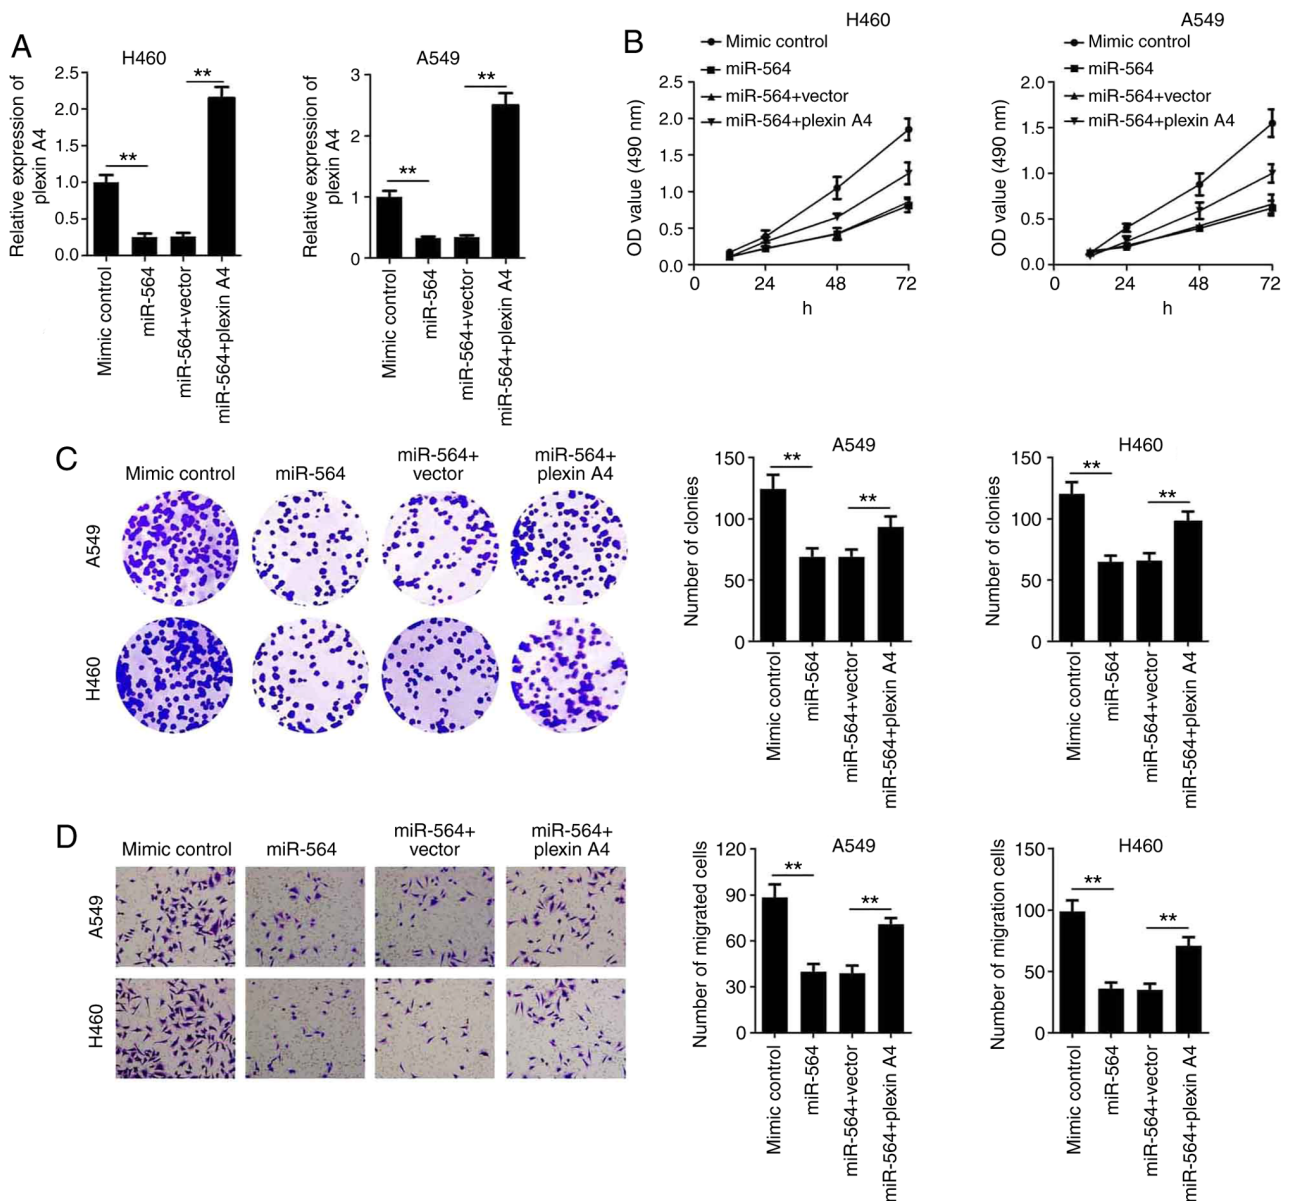 A
H460
Relative expression of
plexin A4
2.5
2.0
1.5
1.0
0.5
0.0
**
**
Mimic control
miR-564
miR-564+vector
miR-564+plexin A4
A549
Relative expression of
plexin A4
3
2
1
0
**
**
Mimic control
miR-564
miR-564+vector
miR-564+plexin A4
B
H460
Mimic control
miR-564
miR-564+vector
miR-564+plexin A4
OD value (490 nm)
2.5
2.0
1.5
1.0
0.5
0.0
0 24 48 72
h
A549
Mimic control
miR-564
miR-564+vector
miR-564+plexin A4
OD value (490 nm)
2.0
1.5
1.0
0.5
0.0
0 24 48 72
h
C
Mimic control
miR-564
miR-564+
vector
miR-564+
plexin A4
A549
H460
A549
Number of clonies
150
100
50
0
**
**
Mimic control
miR-564
miR-564+vector
miR-564+plexin A4
H460
Number of clonies
150
100
50
0
**
**
Mimic control
miR-564
miR-564+vector
miR-564+plexin A4
D
Mimic control
miR-564
miR-564+
vector
miR-564+
plexin A4
A549
H460
A549
Number of migrated cells
120
90
60
30
0
**
**
Mimic control
miR-564
miR-564+vector
miR-564+plexin A4
H460
Number of migration cells
150
100
50
0
**
**
Mimic control
miR-564
miR-564+vector
miR-564+plexin A4